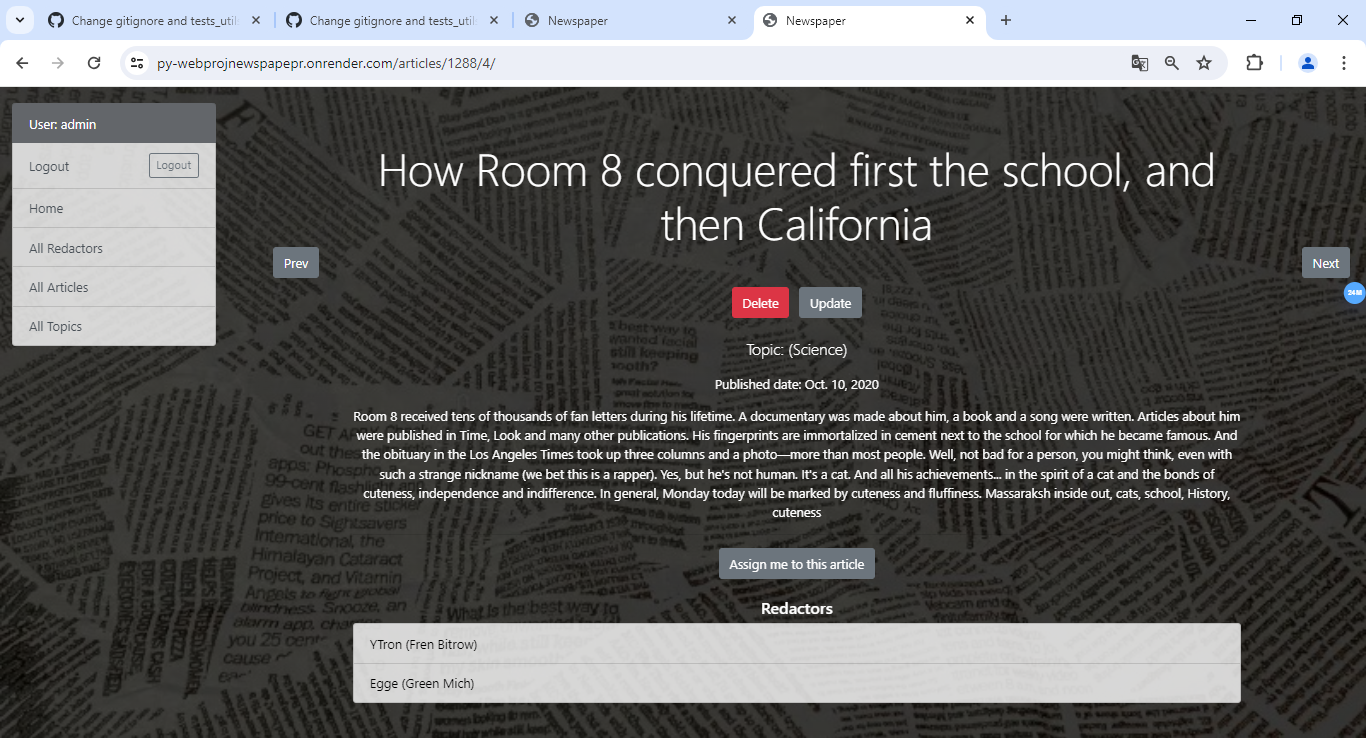 Change gitignore and tests_util
Change gitignore and tests_util
Newspaper
Newspaper
py-webprojnewspapepr.onrender.com/articles/1288/4/
User: admin
Logout
Logout
Home
All Redactors
All Articles
All Topics
How Room 8 conquered first the school, and
then California
Prev
Next
Delete
Update
Topic: (Science)
Published date: Oct. 10, 2020
Room 8 received tens of thousands of fan letters during his lifetime. A documentary was made about him, a book and a song were written. Articles about him
were published in Time, Look and many other publications. His fingerprints are immortalized in cement next to the school for which he became famous. And
the obituary in the Los Angeles Times took up three columns and a photo—more than most people. Well, not bad for a person, you might think, even with
such a strange nickname (we bet this is a rapper). Yes, but he's not human. It's a cat. And all his achievements... in the spirit of a cat and the bonds of
cuteness, independence and indifference. In general, Monday today will be marked by cuteness and fluffiness. Massaraksh inside out, cats, school, History,
cuteness
Assign me to this article
Redactors
YTron (Fren Bitrow)
Egge (Green Mich)